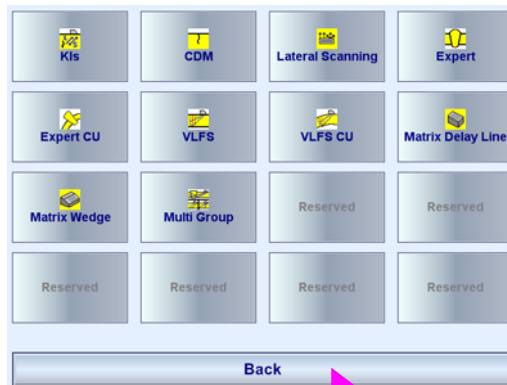 KIs
CDM
Lateral Scanning
Expert
Expert CU
VLFS
VLFS CU
Matrix Delay Line
Matrix Wedge
Multi Group
Reserved
Reserved
Reserved
Reserved
Reserved
Reserved
Back